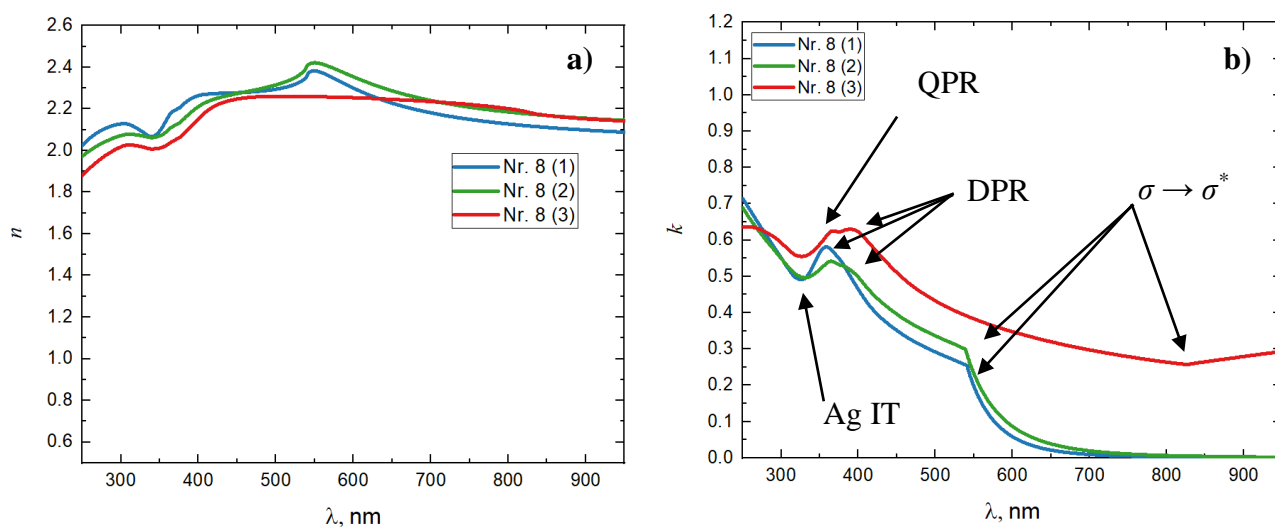 a)
2.6
2.4
2.2
2.0
1.8
1.6
1.4
1.2
1.0
0.8
0.6
n
Nr. 8 (1)
Nr. 8 (2)
Nr. 8 (3)
300 400 500 600 700 800 900
λ, nm
b)
1.2
1.1
1.0
0.9
0.8
0.7
0.6
0.5
0.4
0.3
0.2
0.1
0.0
k
Nr. 8 (1)
Nr. 8 (2)
Nr. 8 (3)
QPR
DPR
σ → σ*
Ag IT
300 400 500 600 700 800 900
λ, nm